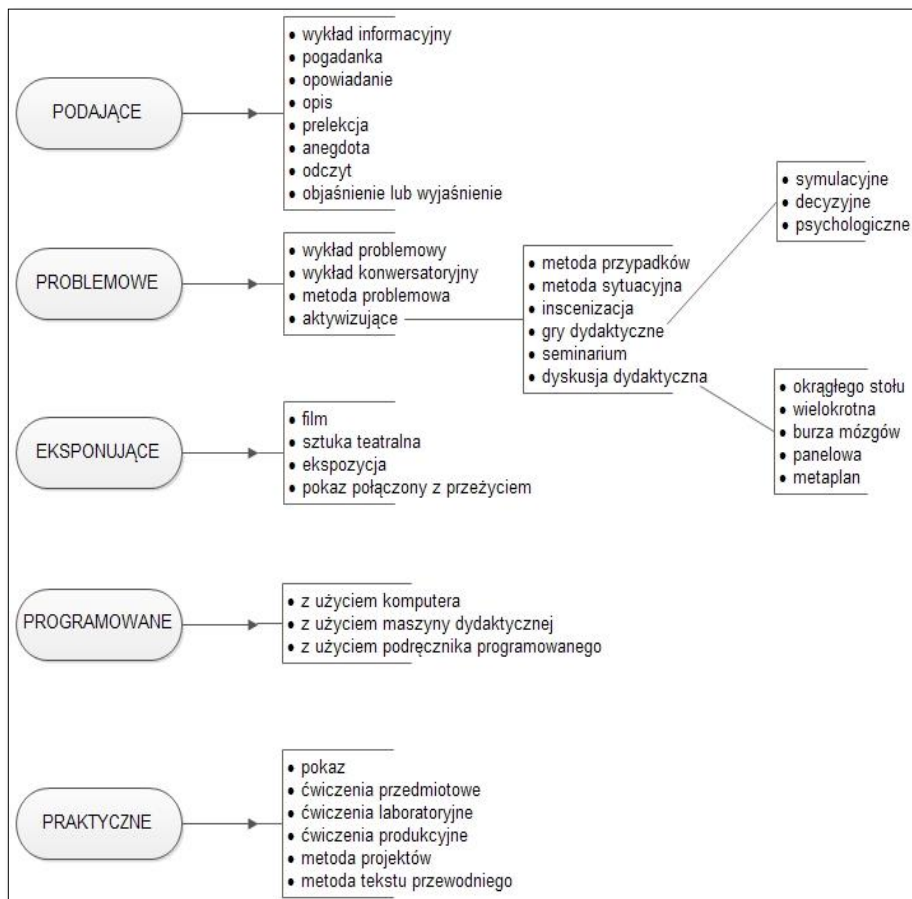 PODAJĄCE
• wykład informacyjny
• pogadanka
• opowiadanie
• opis
• prelekcja
• anegdota
• odczyt
• objaśnienie lub wyjaśnienie
PROBLEMOWE
• wykład problemowy
• wykład konwersatoryjny
• metoda problemowa
• aktywizujące
• metoda przypadków
• metoda sytuacyjna
• inscenizacja
• gry dydaktyczne
• seminarium
• dyskusja dydaktyczna
• symulacyjne
• decyzyjne
• psychologiczne
• okrągłego stołu
• wielokrotna
• burza mózgów
• panelowa
• metaplan
EKSPONUJĄCE
• film
• sztuka teatralna
• ekspozycja
• pokaz połączony z przeżyciem
PROGRAMOWANE
• z użyciem komputera
• z użyciem maszyny dydaktycznej
• z użyciem podręcznika programowanego
PRAKTYCZNE
• pokaz
• ćwiczenia przedmiotowe
• ćwiczenia laboratoryjne
• ćwiczenia produkcyjne
• metoda projektów
• metoda tekstu przewodniego